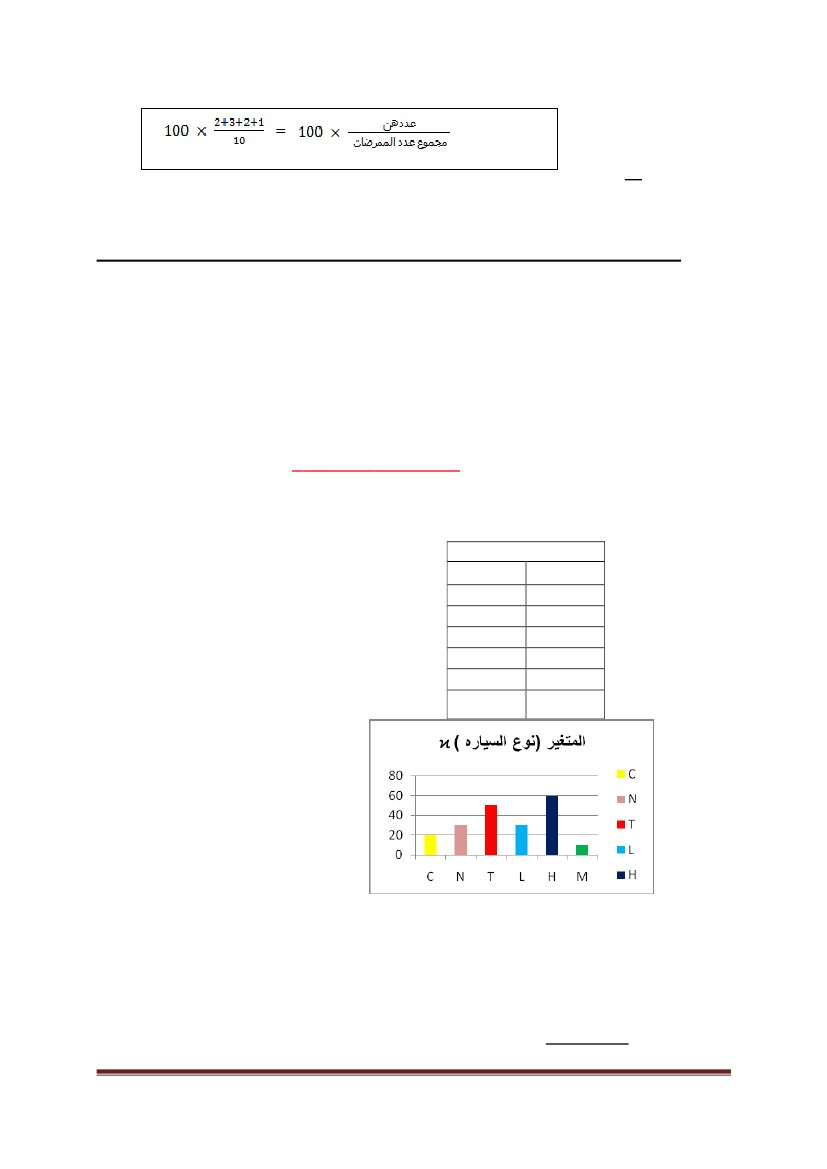 100 × (2+3+2+1)/10 = 100 × عددهن/مجموع عدد الممرضات
المتغير (نوع السياره ) x
80
60
40
20
0
C N T L H M
C
N
T
L
H